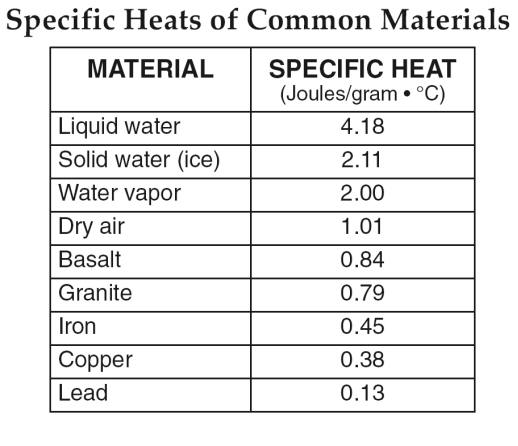 Specific Heats of Common Materials
MATERIAL SPECIFIC HEAT
(Joules/gram • °C)
Liquid water 4.18
Solid water (ice) 2.11
Water vapor 2.00
Dry air 1.01
Basalt 0.84
Granite 0.79
Iron 0.45
Copper 0.38
Lead 0.13